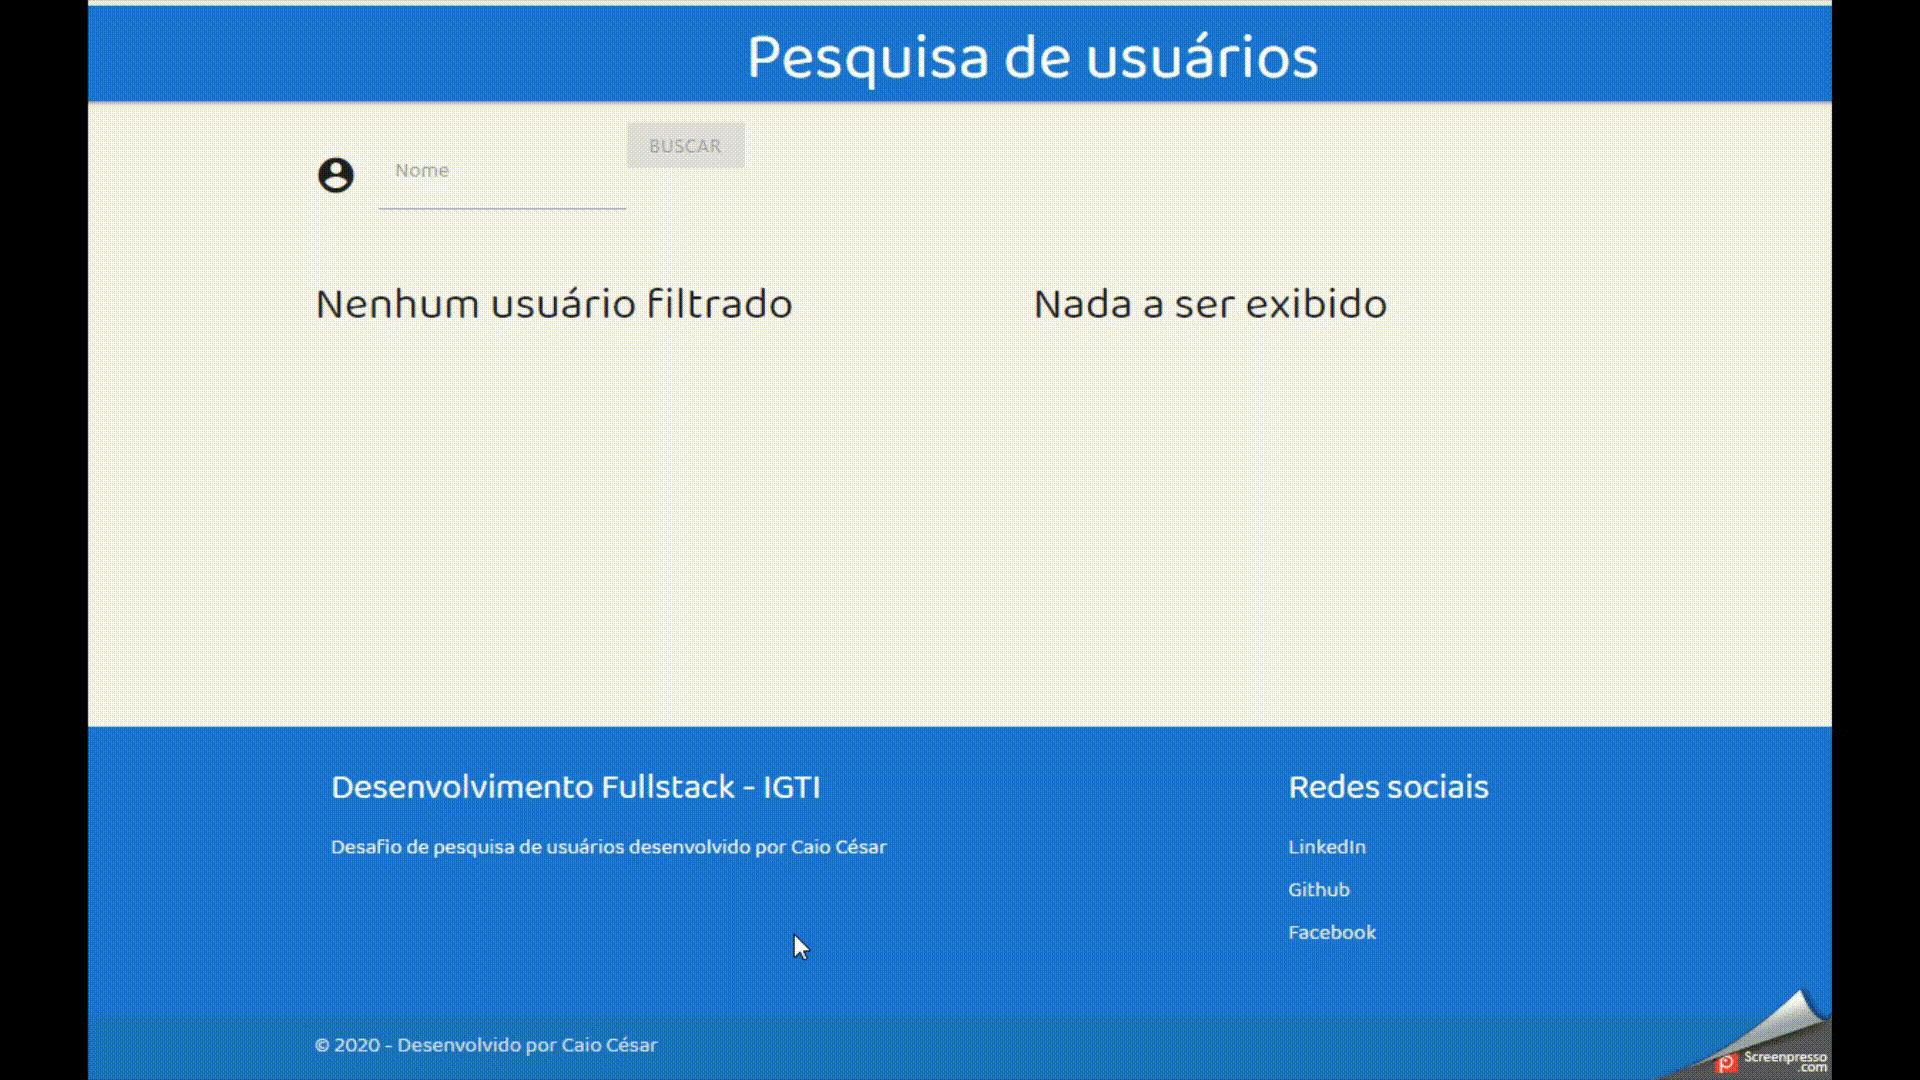 Pesquisa de usuários
BUSCAR
Nome
Nenhum usuário filtrado
Nada a ser exibido
Desenvolvimento Fullstack - IGTI
Desafio de pesquisa de usuários desenvolvido por Caio César
Redes sociais
LinkedIn
Github
Facebook
© 2020 - Desenvolvido por Caio César
Screenpresso
.com